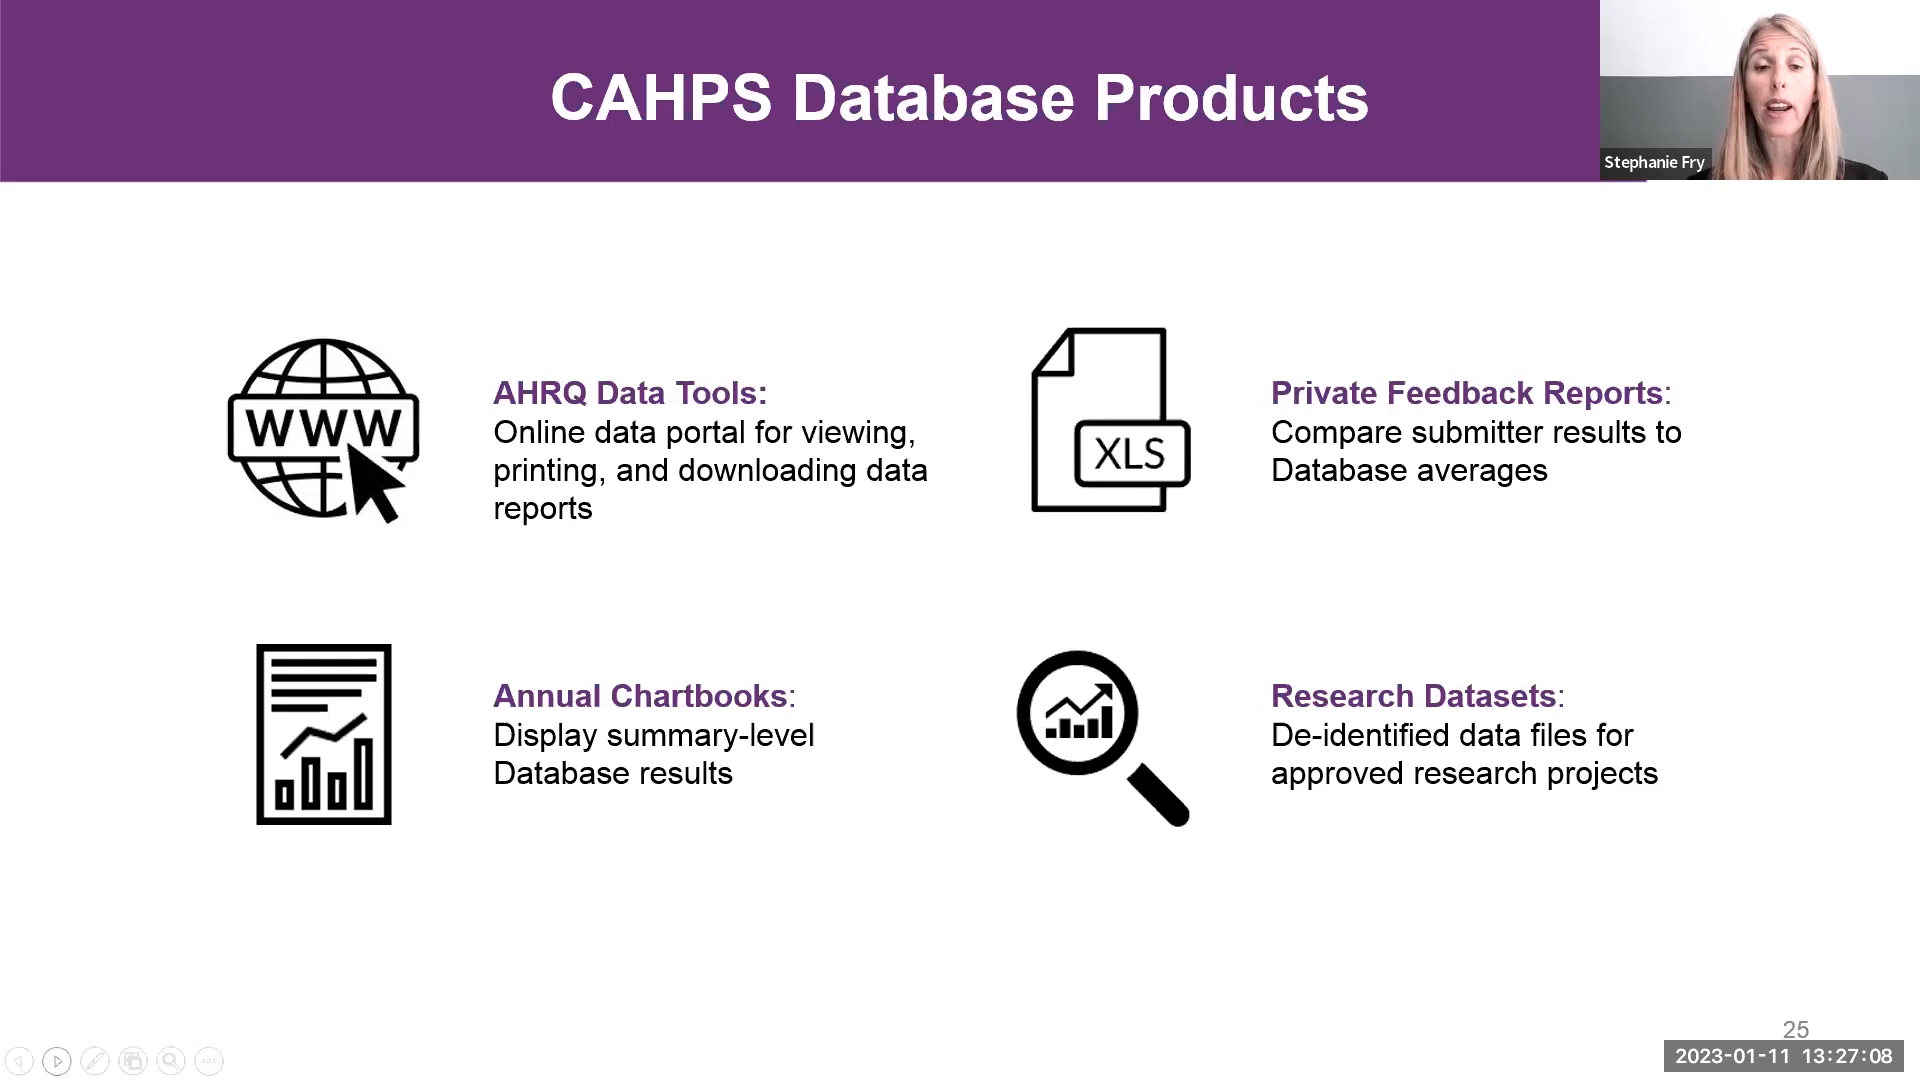 CAHPS Database Products
Stephanie Fry
WWW
AHRQ Data Tools:
Online data portal for viewing,
printing, and downloading data
reports
XLS
Private Feedback Reports:
Compare submitter results to
Database averages
Annual Chartbooks:
Display summary-level
Database results
Research Datasets:
De-identified data files for
approved research projects
25
2023-01-11 13:27:08